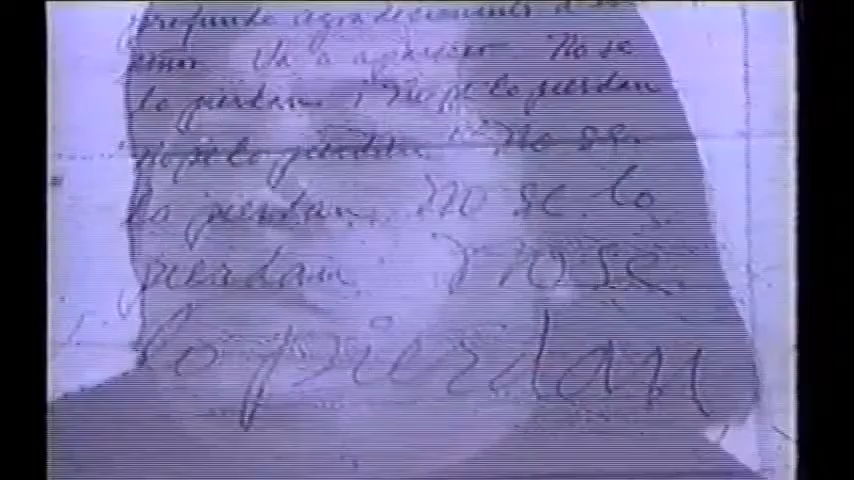 profundo agradecimiento a
Va a aparecer No se
lo pierdan. ¡No se lo pierdan
no se lo pierdan No se
lo pierdan... No se lo
pierdan No se
lo pierdan